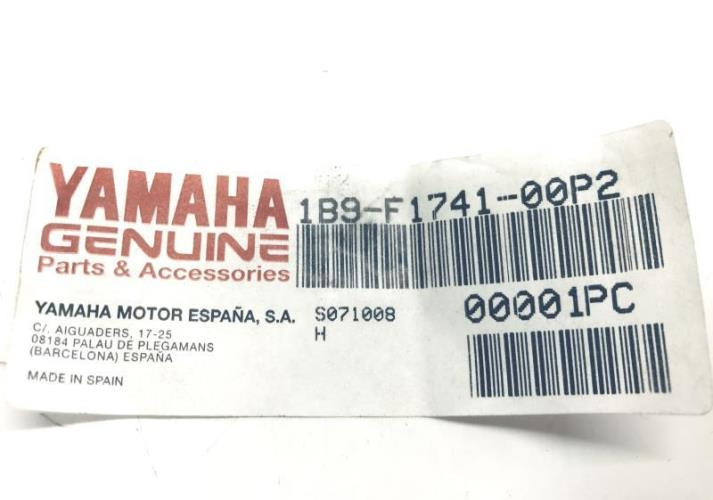 YAMAHA
GENUINE
Parts & Accessories
1B9-F1741-00P2
YAMAHA MOTOR ESPAÑA, S.A.
C/. AIGUADERS, 17-25
08184 PALAU DE PLEGAMANS
(BARCELONA) ESPAÑA
MADE IN SPAIN
S071008
H
00001PC